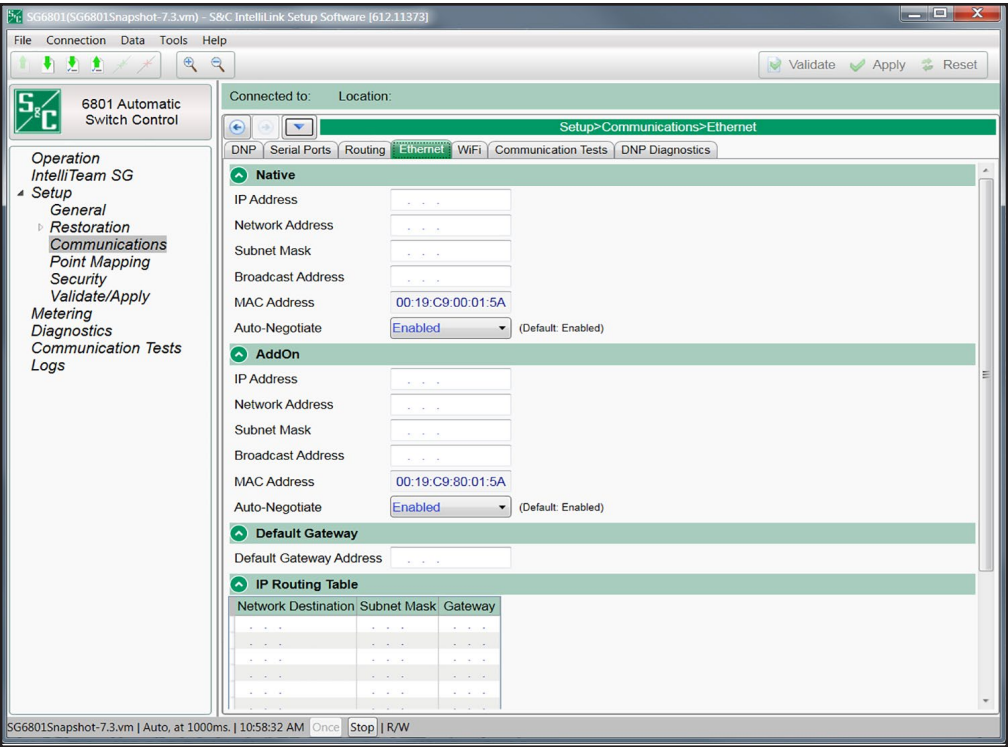 SG6801(SG6801Snapshot-7.3.vm) - S&C IntelliLink Setup Software [612.11373]
File Connection Data Tools Help
Validate Apply Reset
S&C
6801 Automatic
Switch Control
Connected to: Location:
Setup>Communications>Ethernet
DNP Serial Ports Routing Ethernet WiFi Communication Tests DNP Diagnostics
Operation
IntelliTeam SG
Setup
General
Restoration
Communications
Point Mapping
Security
Validate/Apply
Metering
Diagnostics
Communication Tests
Logs
Native
IP Address . . .
Network Address . . .
Subnet Mask . . .
Broadcast Address . . .
MAC Address 00:19:C9:00:01:5A
Auto-Negotiate Enabled (Default: Enabled)
AddOn
IP Address . . .
Network Address . . .
Subnet Mask . . .
Broadcast Address . . .
MAC Address 00:19:C9:80:01:5A
Auto-Negotiate Enabled (Default: Enabled)
Default Gateway
Default Gateway Address . . .
IP Routing Table
Network Destination Subnet Mask Gateway
. . . . . . . . .
. . . . . . . . .
. . . . . . . . .
. . . . . . . . .
. . . . . . . . .
. . . . . . . . .
SG6801Snapshot-7.3.vm | Auto, at 1000ms. | 10:58:32 AM Once Stop | R/W